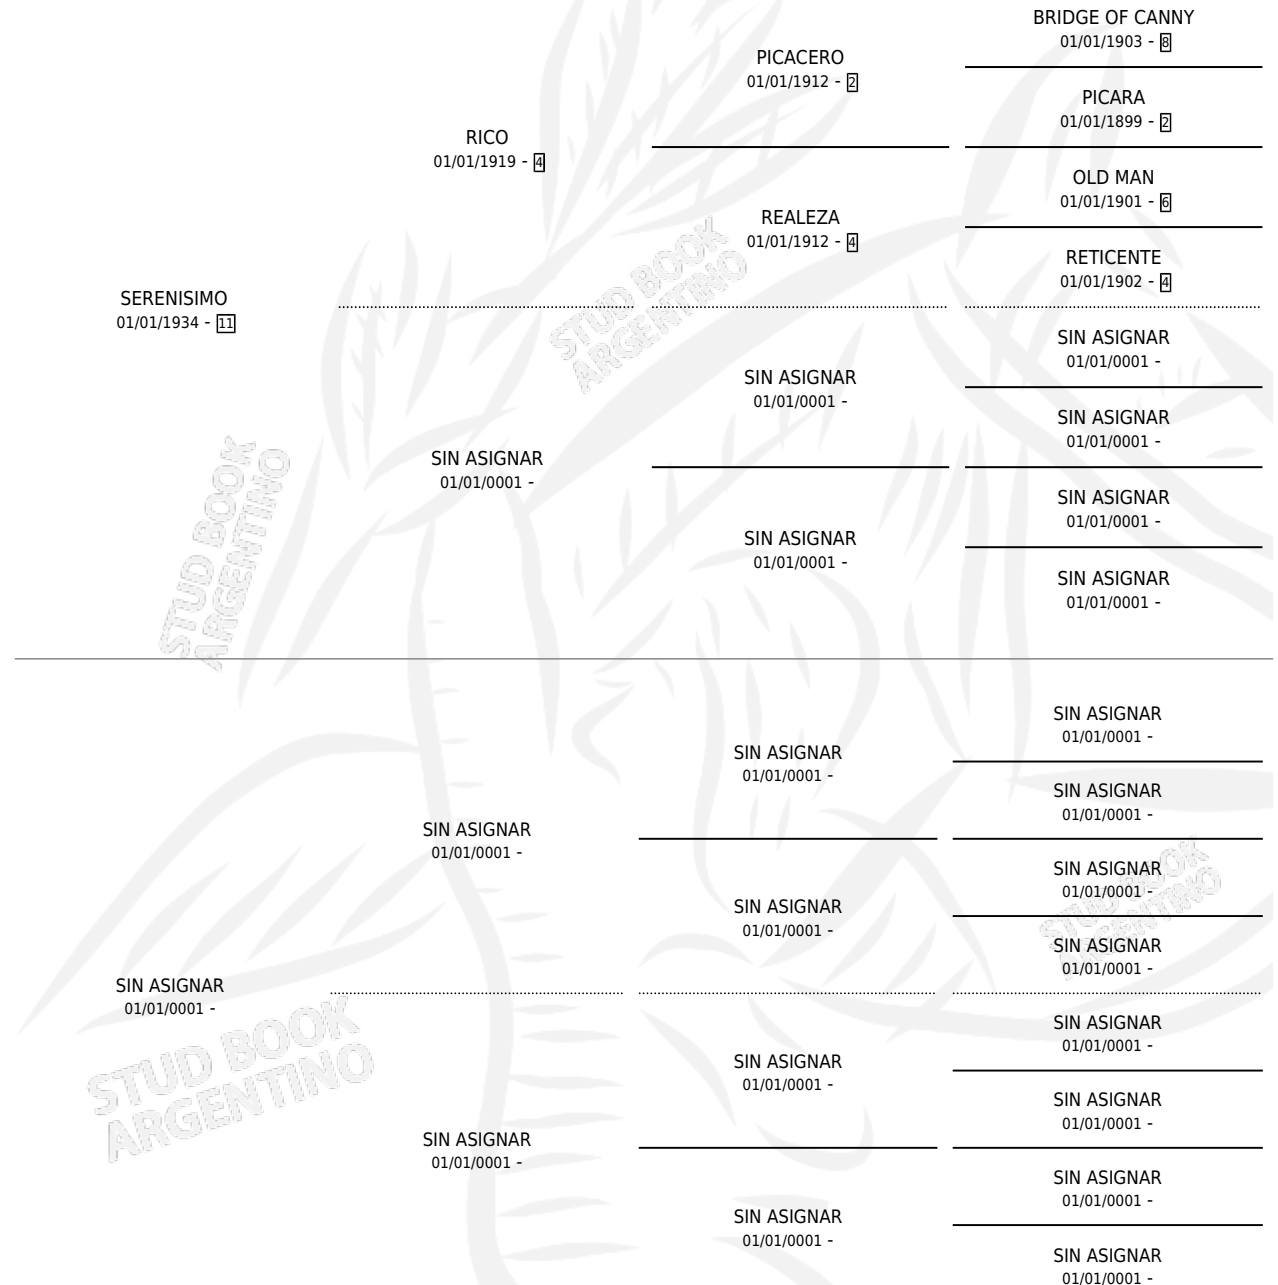 BRIDGE OF CANNY
01/01/1903 - 8
PICACERO
01/01/1912 - 2
PICARA
01/01/1899 - 2
RICO
01/01/1919 - 4
OLD MAN
01/01/1901 - 6
REALEZA
01/01/1912 - 4
RETICENTE
01/01/1902 - 4
SERENISIMO
01/01/1934 - 11
SIN ASIGNAR
01/01/0001 -
SIN ASIGNAR
01/01/0001 -
SIN ASIGNAR
01/01/0001 -
SIN ASIGNAR
01/01/0001 -
SIN ASIGNAR
01/01/0001 -
SIN ASIGNAR
01/01/0001 -
SIN ASIGNAR
01/01/0001 -
STUD BOOK
ARGENTINO
STUD BOOK
ARGENTINO
SIN ASIGNAR
01/01/0001 -
SIN ASIGNAR
01/01/0001 -
SIN ASIGNAR
01/01/0001 -
SIN ASIGNAR
01/01/0001 -
SIN ASIGNAR
01/01/0001 -
SIN ASIGNAR
01/01/0001 -
SIN ASIGNAR
01/01/0001 -
SIN ASIGNAR
01/01/0001 -
SIN ASIGNAR
01/01/0001 -
SIN ASIGNAR
01/01/0001 -
SIN ASIGNAR
01/01/0001 -
SIN ASIGNAR
01/01/0001 -
SIN ASIGNAR
01/01/0001 -
SIN ASIGNAR
01/01/0001 -
SIN ASIGNAR
01/01/0001 -
STUD BOOK
ARGENTINO
STUD BOOK
ARGENTINO